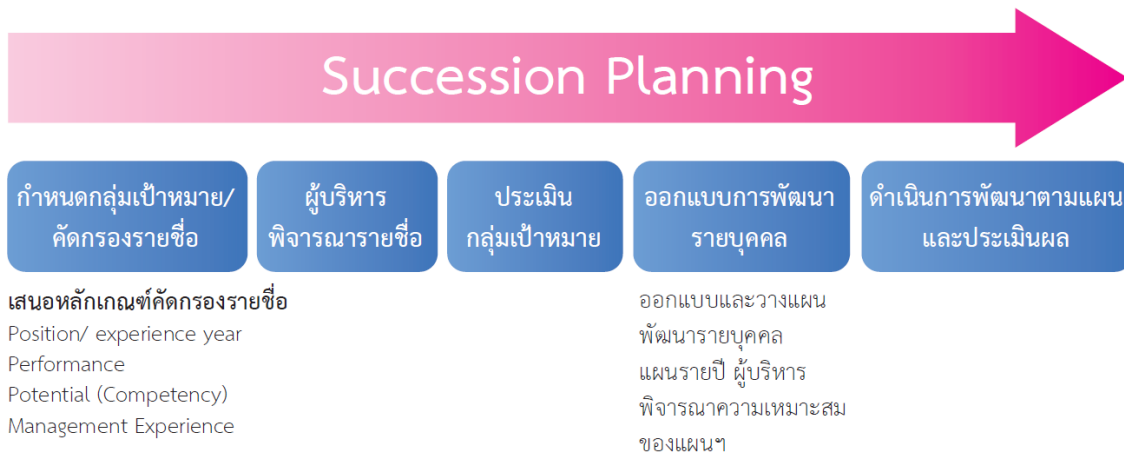 Succession Planning
กำหนดกลุ่มเป้าหมาย/
คัดกรองรายชื่อ
ผู้บริหาร
พิจารณารายชื่อ
ประเมิน
กลุ่มเป้าหมาย
ออกแบบการพัฒนา
รายบุคคล
ดำเนินการพัฒนาตามแผน
และประเมินผล
เสนอหลักเกณฑ์คัดกรองรายชื่อ
Position/ experience year
Performance
Potential (Competency)
Management Experience
ออกแบบและวางแผน
พัฒนารายบุคคล
แผนรายปี ผู้บริหาร
พิจารณาความเหมาะสม
ของแผนฯ